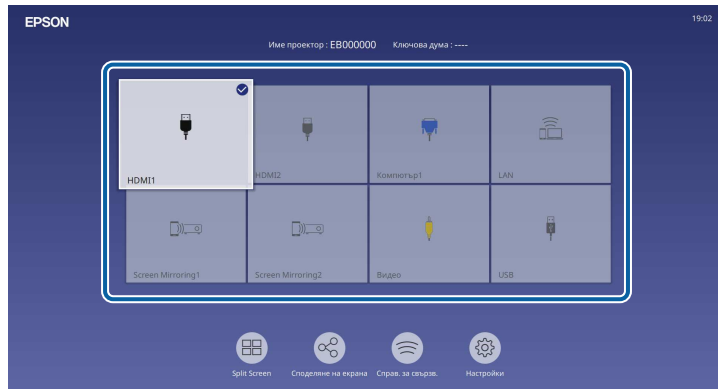 EPSON
19:02
Име проектор : EB000000 Ключова дума : ----
HDMI1
HDMI2
Компютър1
LAN
Screen Mirroring1
Screen Mirroring2
Видео
USB
Split Screen
Споделяне на екрана
Справ. за свързв.
Настройки